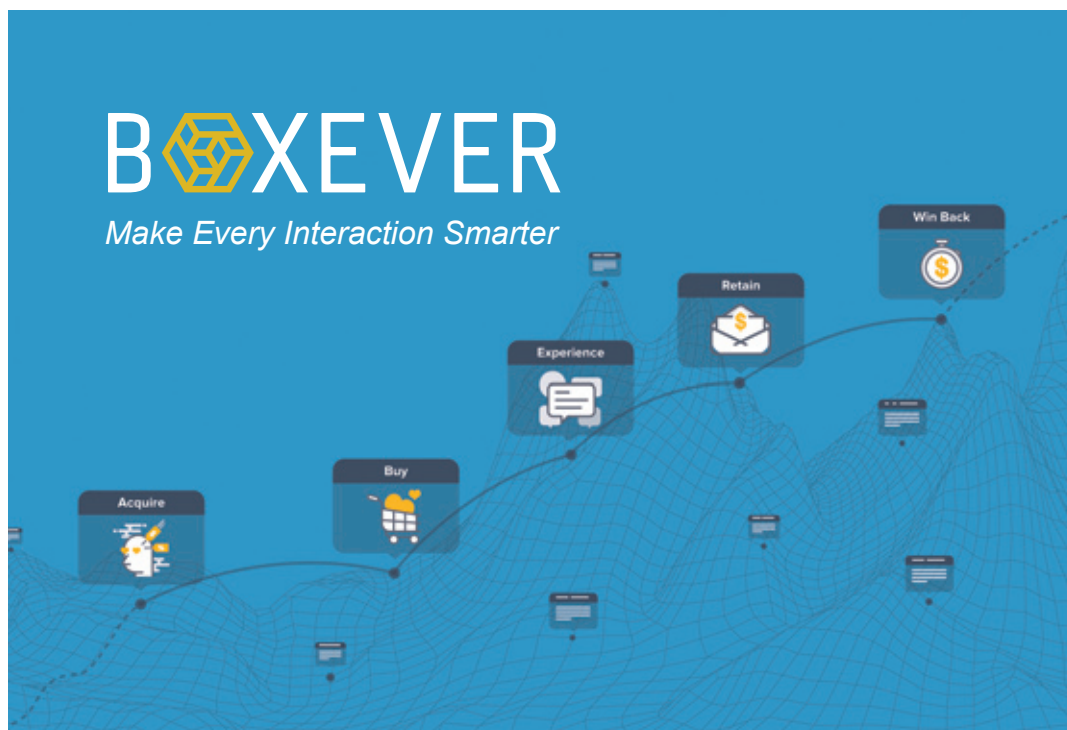 BOXEVER
Make Every Interaction Smarter
Win Back
Retain
Experience
Buy
Acquire